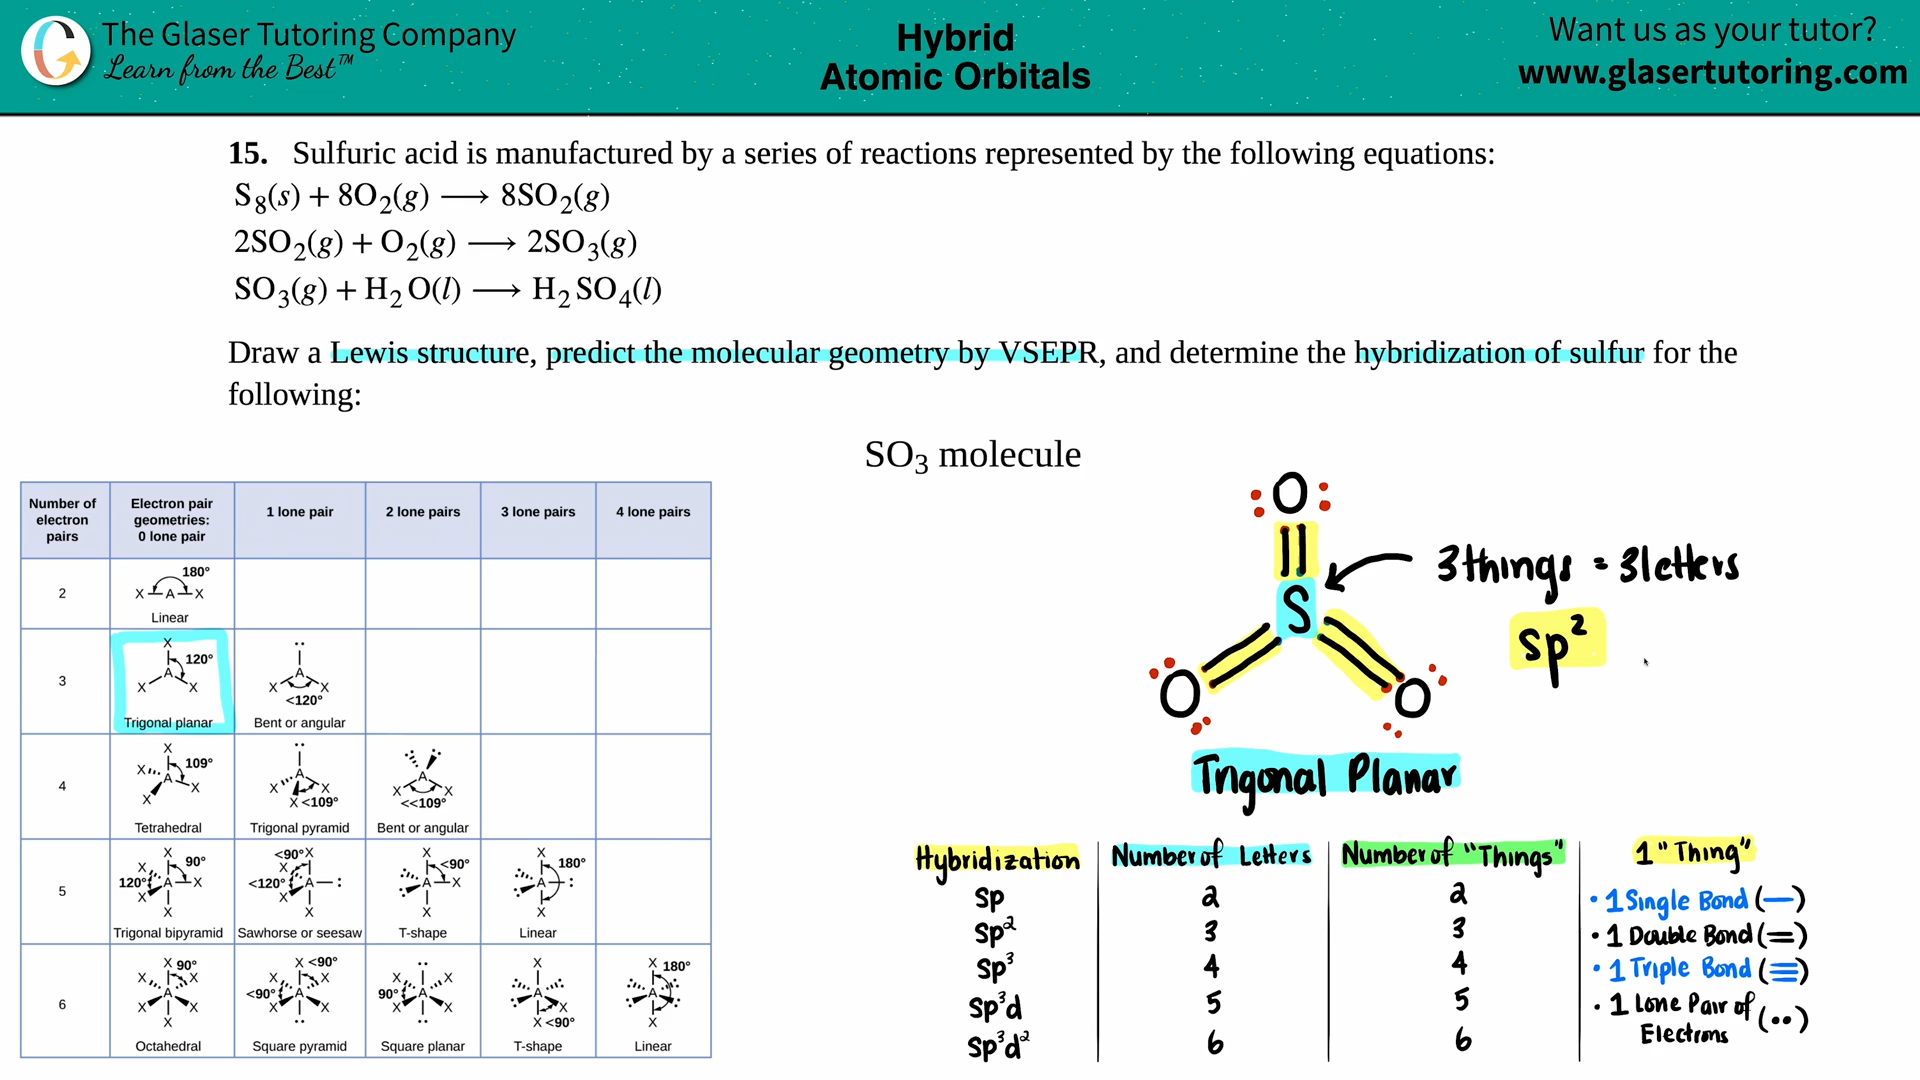 The Glaser Tutoring Company
Learn from the Best™
Hybrid
Atomic Orbitals
Want us as your tutor?
www.glasertutoring.com
15. Sulfuric acid is manufactured by a series of reactions represented by the following equations:
S₈(s) + 8O₂(g) ⟶ 8SO₂(g)
2SO₂(g) + O₂(g) ⟶ 2SO₃(g)
SO₃(g) + H₂O(l) ⟶ H₂SO₄(l)
Draw a Lewis structure, predict the molecular geometry by VSEPR, and determine the hybridization of sulfur for the
following:
SO₃ molecule
Number of electron pairs | Electron pair geometries: 0 lone pair | 1 lone pair | 2 lone pairs | 3 lone pairs | 4 lone pairs
2 | X A X 180° Linear
3 | X A X X 120° Trigonal planar | A X X <120° Bent or angular
4 | X X A X X 109° Tetrahedral | A X X X <109° Trigonal pyramid | A X X <<109° Bent or angular
5 | X X A X X X 90° 120° Trigonal bipyramid | <90° X X A X X <120° Sawhorse or seesaw | X A X X <90° T-shape | X A X 180° Linear
6 | X X X A X X X 90° Octahedral | X <90° X X A X X <90° Square pyramid | X X A X X 90° Square planar | X A X X <90° T-shape | X A X 180° Linear
O
S
O O
3 things = 3 letters
sp²
Trigonal Planar
Hybridization | Number of Letters | Number of "Things" | 1 "Thing"
Sp | 2 | 2 | • 1 Single Bond (—)
Sp² | 3 | 3 | • 1 Double Bond (=)
Sp³ | 4 | 4 | • 1 Triple Bond (≡)
Sp³d | 5 | 5 | • 1 Lone Pair of Electrons (••)
Sp³d² | 6 | 6